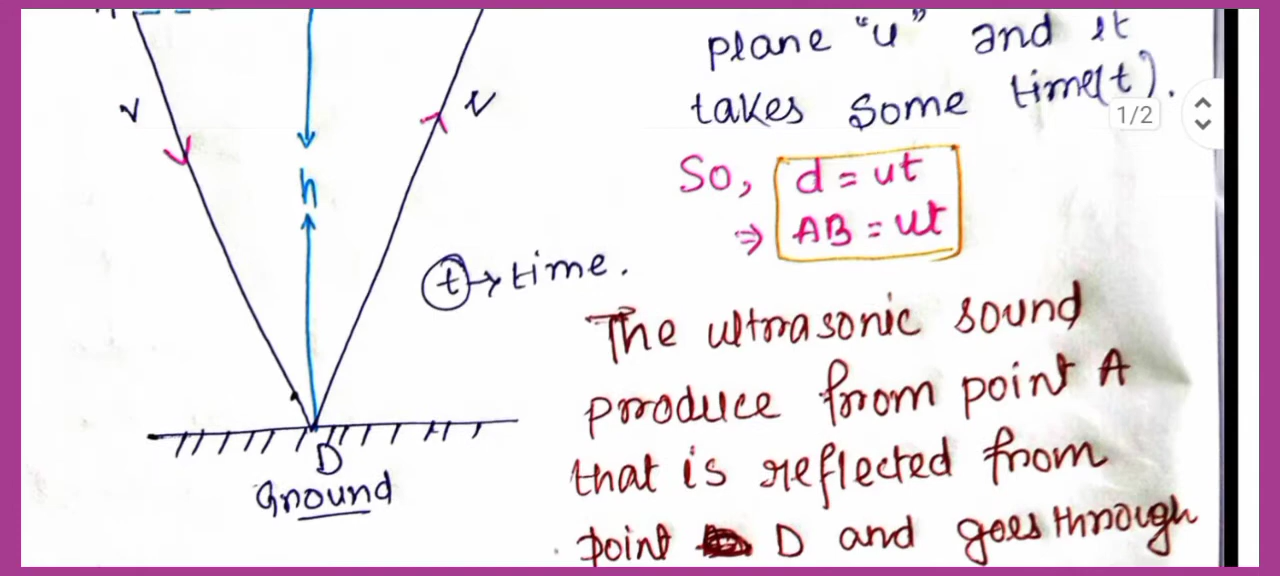 plane "u" and it
takes some time(t).
1/2
So, d = ut
⇒ AB = ut
v
v
h
t → time.
The ultrasonic sound
produce from point A
that is reflected from
point D and goes through
D
Ground